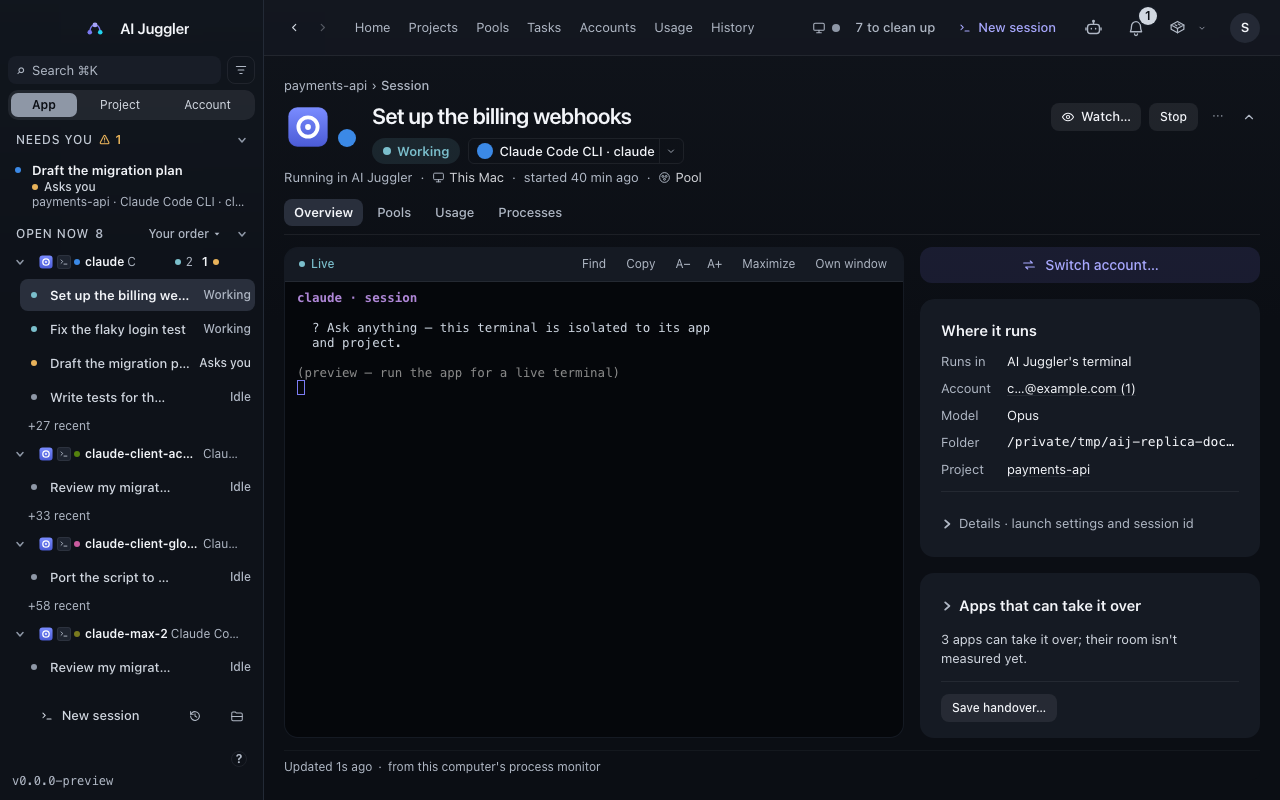 AI Juggler
Search ⌘K
App Project Account
NEEDS YOU 1
Draft the migration plan
Asks you
payments-api · Claude Code CLI · cl...
OPEN NOW 8 Your order
claude C 2 1
Set up the billing we... Working
Fix the flaky login test Working
Draft the migration p... Asks you
Write tests for th... Idle
+27 recent
claude-client-ac... Clau...
Review my migrat... Idle
+33 recent
claude-client-glo... Clau...
Port the script to ... Idle
+58 recent
claude-max-2 Claude Co...
Review my migrat... Idle
New session
?
v0.0.0-preview
Home Projects Pools Tasks Accounts Usage History 7 to clean up New session 1 S
payments-api › Session
Set up the billing webhooks
Watch... Stop ...
Working Claude Code CLI · claude
Running in AI Juggler · This Mac · started 40 min ago · Pool
Overview Pools Usage Processes
Live Find Copy A− A+ Maximize Own window
claude · session
? Ask anything — this terminal is isolated to its app
and project.
(preview — run the app for a live terminal)
Switch account...
Where it runs
Runs in AI Juggler's terminal
Account c...@example.com (1)
Model Opus
Folder /private/tmp/aij-replica-doc...
Project payments-api
Details · launch settings and session id
Apps that can take it over
3 apps can take it over; their room isn't
measured yet.
Save handover...
Updated 1s ago · from this computer's process monitor